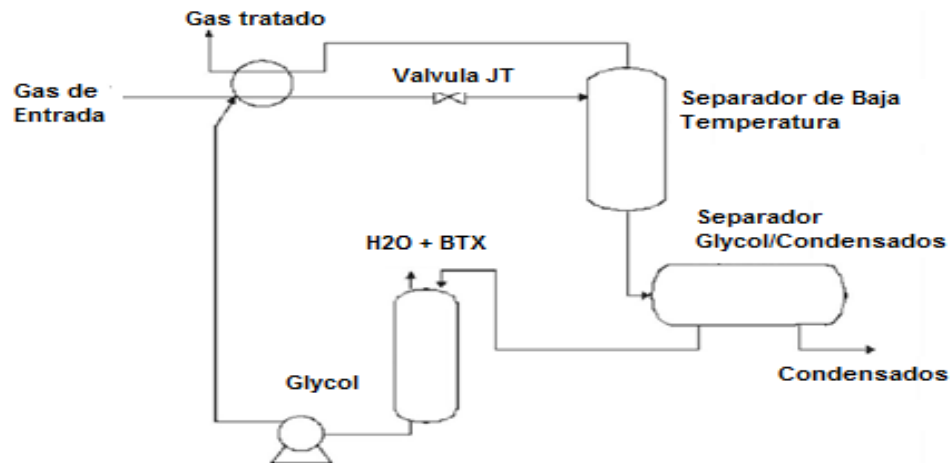 Gas tratado
Gas de
Entrada
Valvula JT
Separador de Baja
Temperatura
Separador
Glycol/Condensados
H2O + BTX
Glycol
Condensados